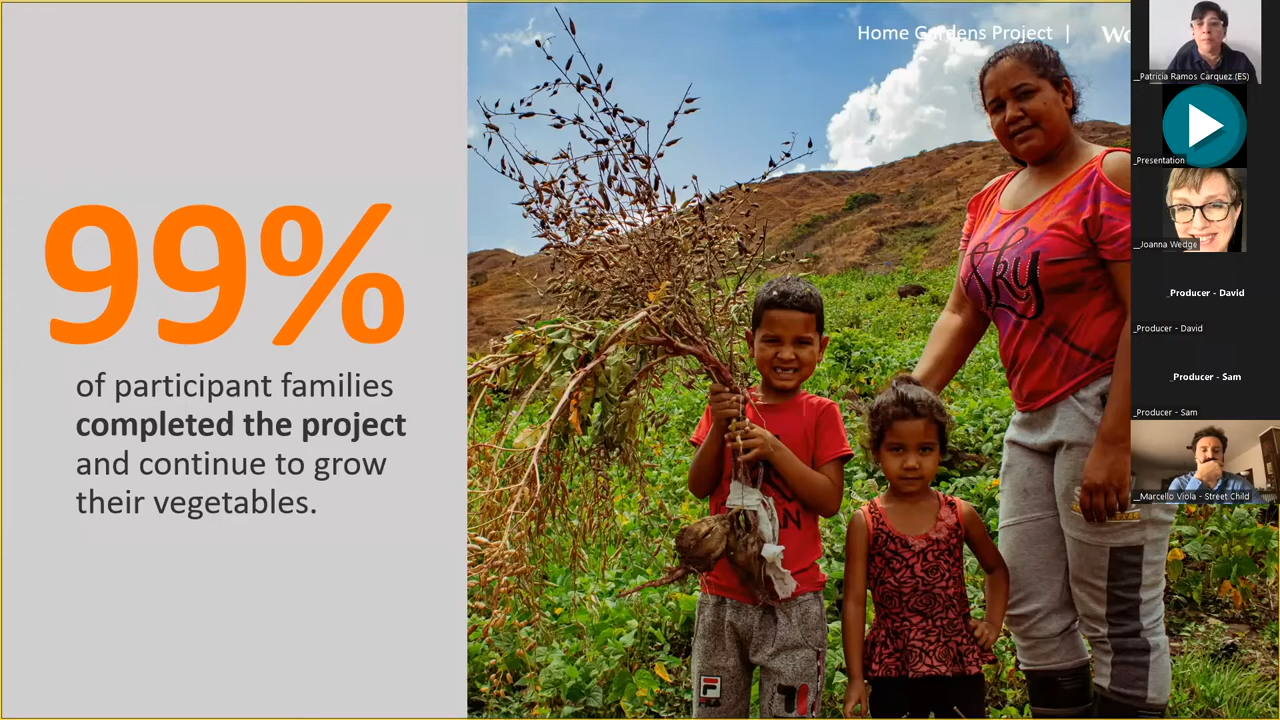 Home Gardens Project |
99%
of participant families
completed the project
and continue to grow
their vegetables.
Sky
FILA
_Patricia Ramos Carquez (ES)
_Presentation
_Joanna Wedge
_Producer - David
_Producer - David
_Producer - Sam
_Producer - Sam
_Marcello Viola - Street Child